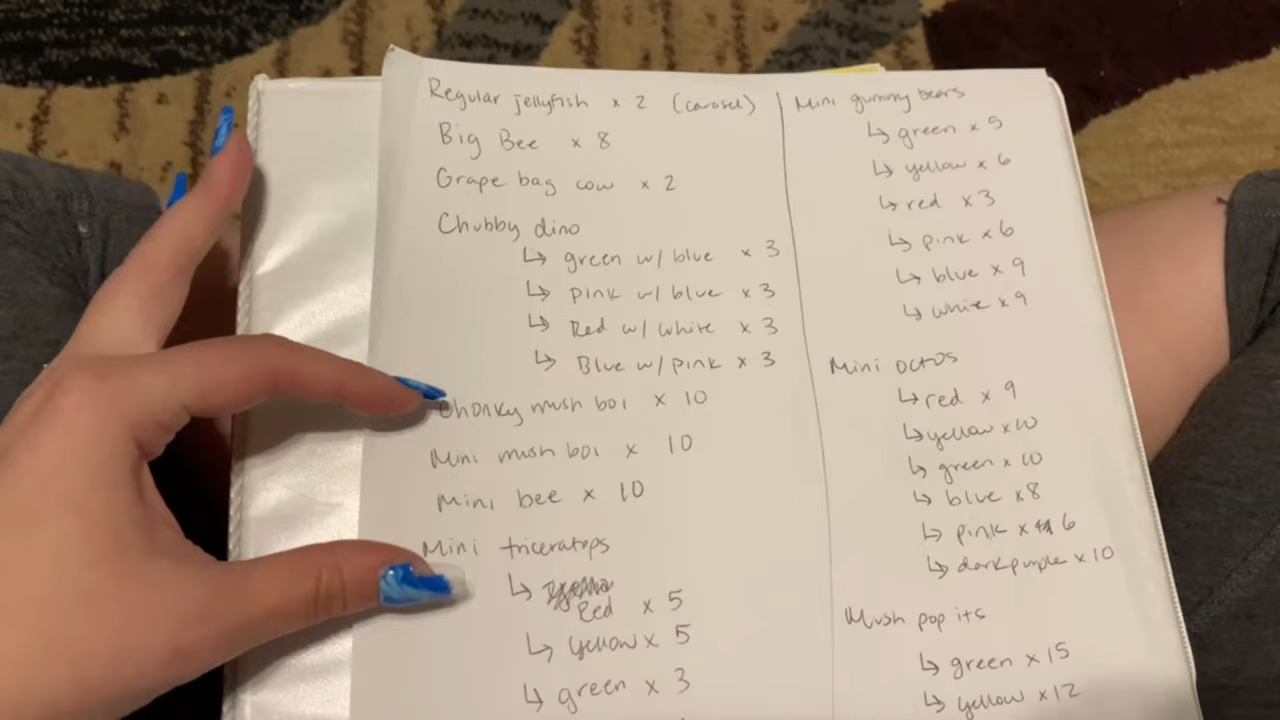 Regular jellyfish x 2 (carosel)
Big Bee x 8
Grape bag cow x 2
Chubby dino
↳ green w/ blue x 3
↳ pink w/ blue x 3
↳ Red w/ white x 3
↳ Blue w/ pink x 3
Chonky mush boi x 10
Mini mush boi x 10
Mini bee x 10
Mini triceratops
↳ Red x 5
↳ yellow x 5
↳ green x 3
Mini gummy bears
↳ green x 5
↳ yellow x 6
↳ red x 3
↳ pink x 6
↳ blue x 9
↳ white x 9
Mini octos
↳ red x 9
↳ yellow x 10
↳ green x 10
↳ blue x 8
↳ pink x 6
↳ dark purple x 10
Mush pop its
↳ green x 15
↳ yellow x 12